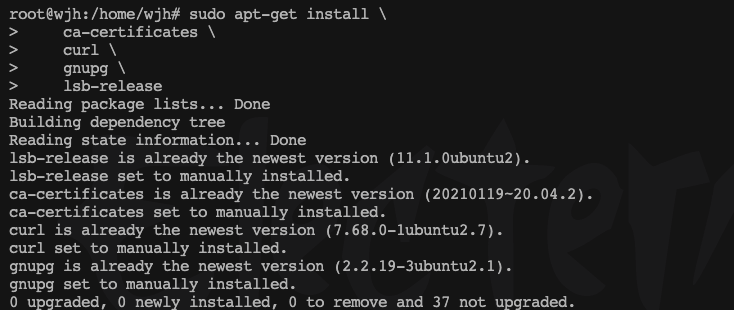 root@wjh:/home/wjh# sudo apt-get install \
>     ca-certificates \
>     curl \
>     gnupg \
>     lsb-release
Reading package lists... Done
Building dependency tree
Reading state information... Done
lsb-release is already the newest version (11.1.0ubuntu2).
lsb-release set to manually installed.
ca-certificates is already the newest version (20210119~20.04.2).
ca-certificates set to manually installed.
curl is already the newest version (7.68.0-1ubuntu2.7).
curl set to manually installed.
gnupg is already the newest version (2.2.19-3ubuntu2.1).
gnupg set to manually installed.
0 upgraded, 0 newly installed, 0 to remove and 37 not upgraded.